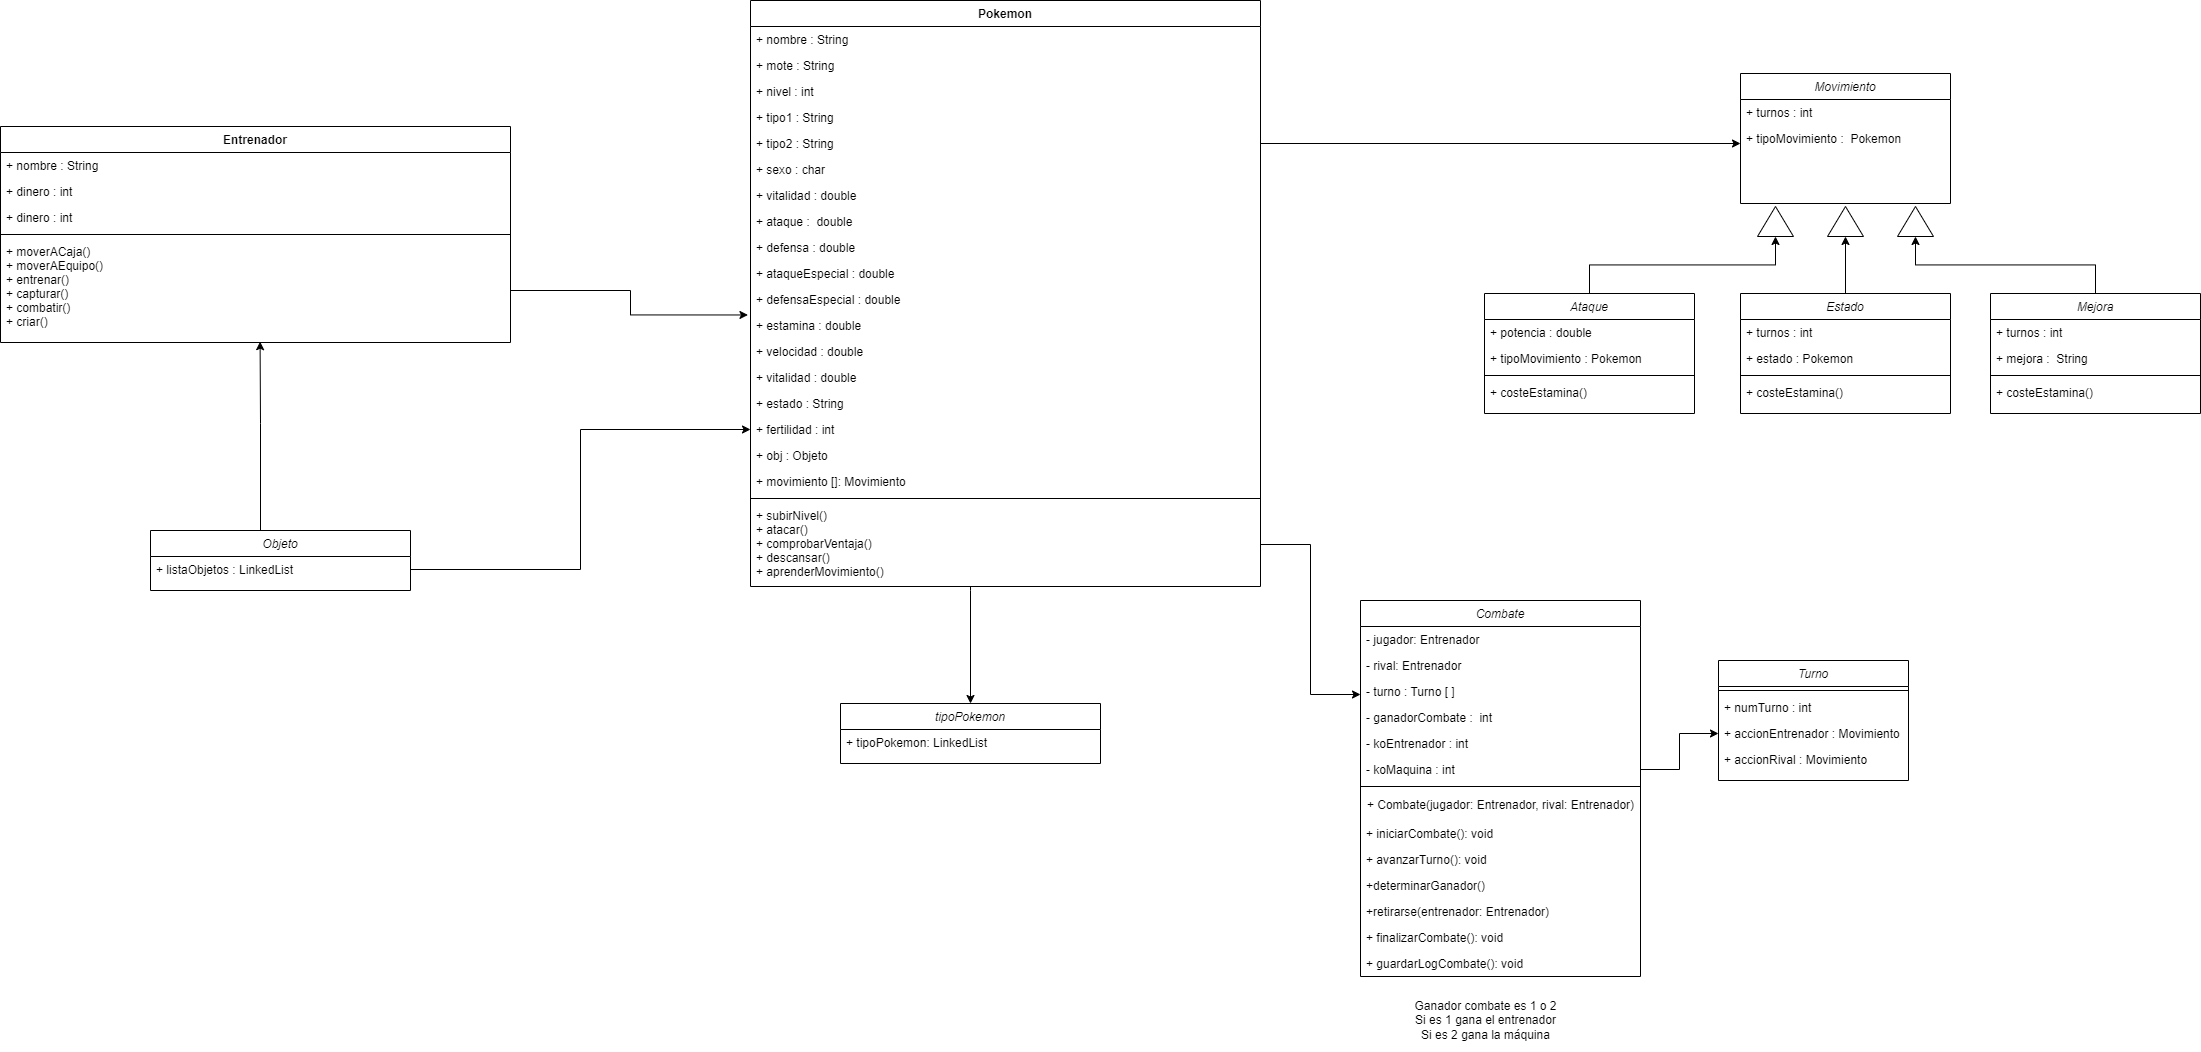 Pokemon
+ nombre : String
+ mote : String
+ nivel : int
+ tipo1 : String
+ tipo2 : String
+ sexo : char
+ vitalidad : double
+ ataque :  double
+ defensa : double
+ ataqueEspecial : double
+ defensaEspecial : double
+ estamina : double
+ velocidad : double
+ vitalidad : double
+ estado : String
+ fertilidad : int
+ obj : Objeto
+ movimiento []: Movimiento
+ subirNivel()
+ atacar()
+ comprobarVentaja()
+ descansar()
+ aprenderMovimiento()
Entrenador
+ nombre : String
+ dinero : int
+ dinero : int
+ moverACaja()
+ moverAEquipo()
+ entrenar()
+ capturar()
+ combatir()
+ criar()
Objeto
+ listaObjetos : LinkedList
tipoPokemon
+ tipoPokemon: LinkedList
Movimiento
+ turnos : int
+ tipoMovimiento :  Pokemon
Ataque
+ potencia : double
+ tipoMovimiento : Pokemon
+ costeEstamina()
Estado
+ turnos : int
+ estado : Pokemon
+ costeEstamina()
Mejora
+ turnos : int
+ mejora :  String
+ costeEstamina()
Combate
- jugador: Entrenador
- rival: Entrenador
- turno : Turno [ ]
- ganadorCombate :  int
- koEntrenador : int
- koMaquina : int
+ Combate(jugador: Entrenador, rival: Entrenador)
+ iniciarCombate(): void
+ avanzarTurno(): void
+determinarGanador()
+retirarse(entrenador: Entrenador)
+ finalizarCombate(): void
+ guardarLogCombate(): void
Turno
+ numTurno : int
+ accionEntrenador : Movimiento
+ accionRival : Movimiento
Ganador combate es 1 o 2
Si es 1 gana el entrenador
Si es 2 gana la máquina